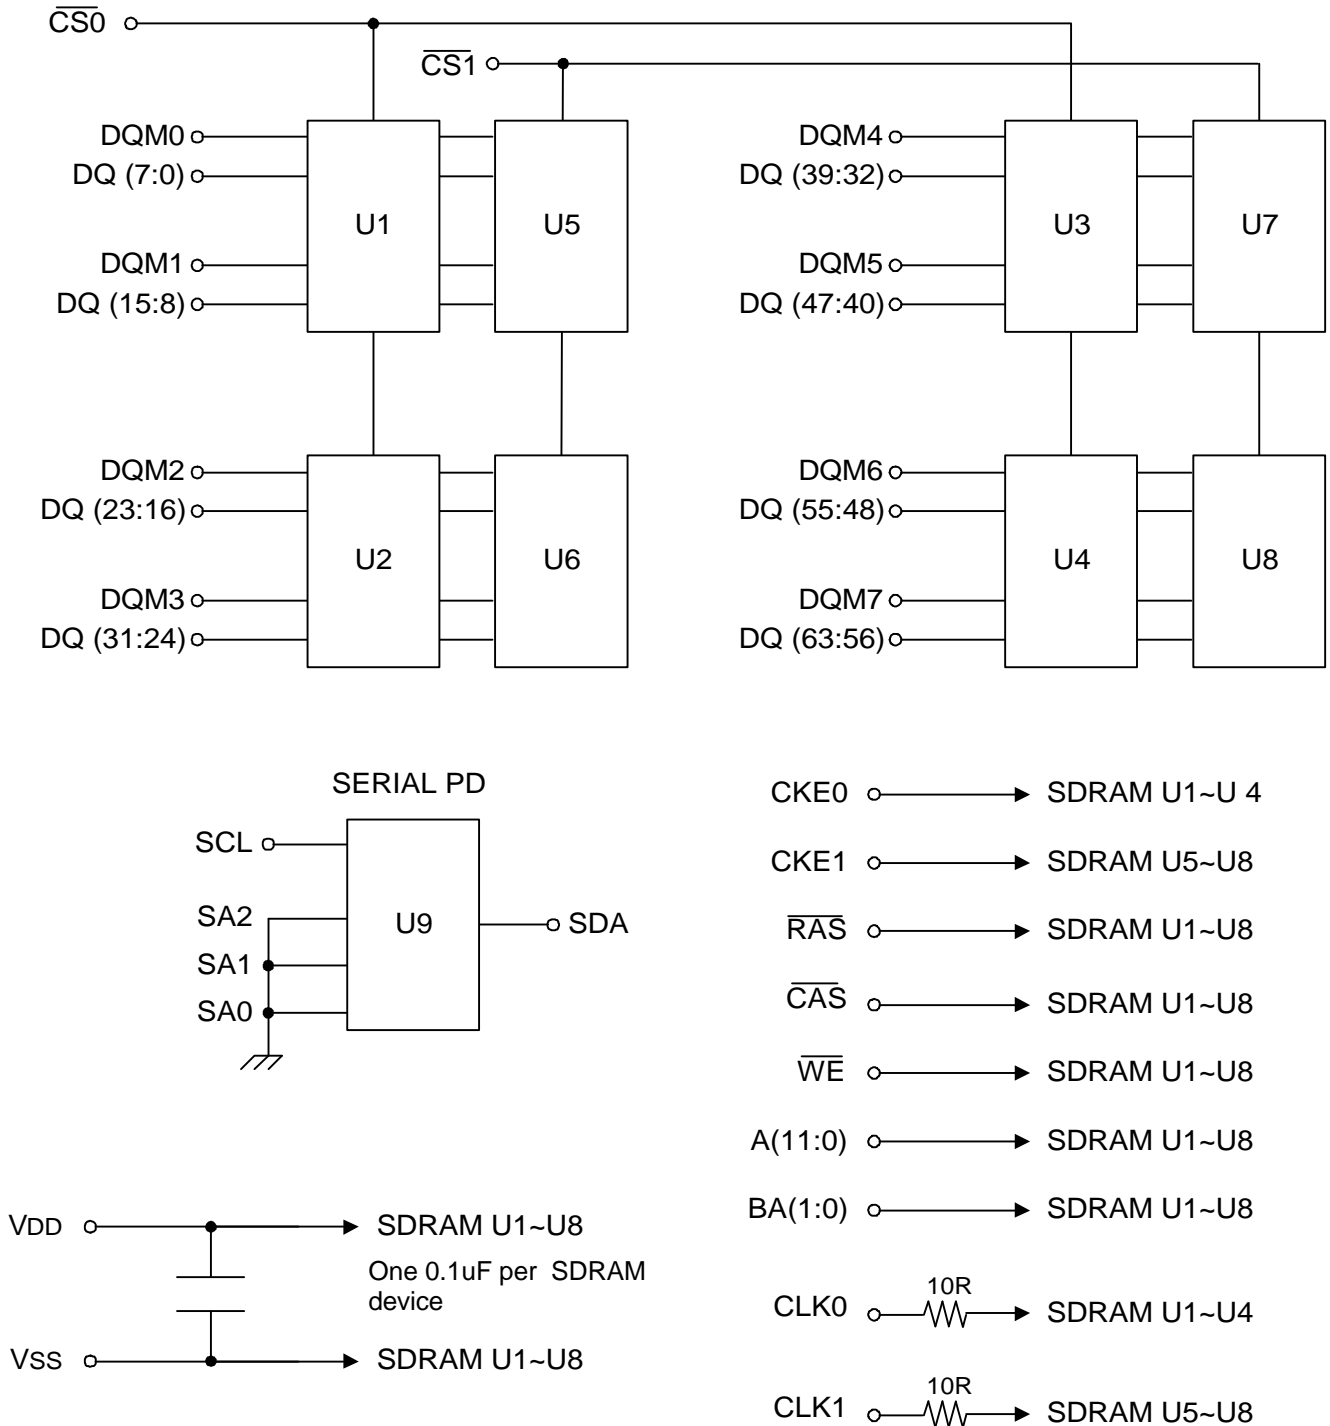 CS0
CS1
DQM0
DQ (7:0)
U1
U5
DQM1
DQ (15:8)
DQM4
DQ (39:32)
U3
U7
DQM5
DQ (47:40)
DQM2
DQ (23:16)
U2
U6
DQM3
DQ (31:24)
DQM6
DQ (55:48)
U4
U8
DQM7
DQ (63:56)
SERIAL PD
SCL
SA2
U9
SDA
SA1
SA0
CKE0 SDRAM U1~U 4
CKE1 SDRAM U5~U8
RAS SDRAM U1~U8
CAS SDRAM U1~U8
WE SDRAM U1~U8
A(11:0) SDRAM U1~U8
BA(1:0) SDRAM U1~U8
VDD SDRAM U1~U8
One 0.1uF per SDRAM
device
VSS SDRAM U1~U8
10R
CLK0 SDRAM U1~U4
10R
CLK1 SDRAM U5~U8